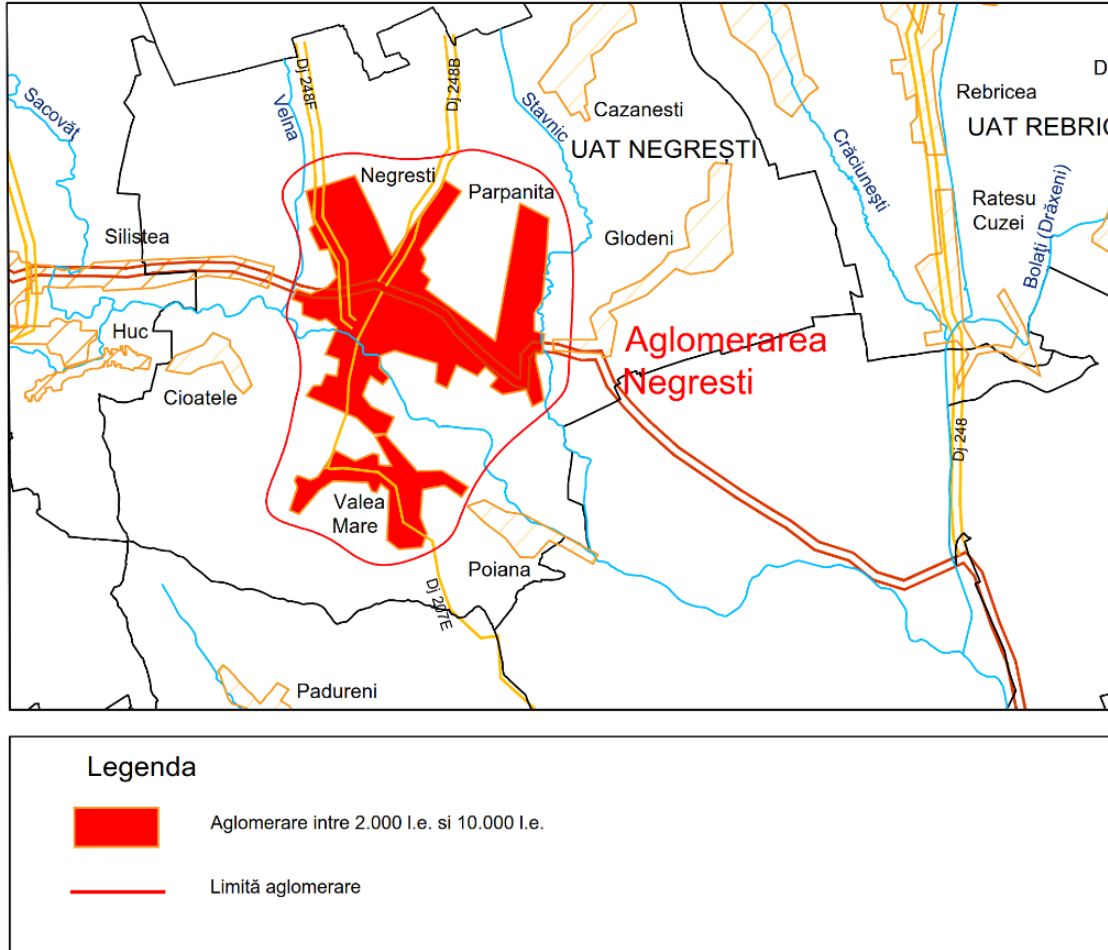 Dj 248F
Dj 248B
Sacovăț
Velna
Stavnic
Cazanesti
UAT NEGREȘTI
Rebricea
UAT REBRIC
D
Crăciunești
Negresti
Parpanita
Ratesu
Cuzei
Bolați (Drăxeni)
Silistea
Glodeni
Huc
Cioatele
Aglomerarea
Negresti
Dj 248
Valea
Mare
Poiana
Dj 207E
Padureni
Legenda
Aglomerare intre 2.000 l.e. si 10.000 l.e.
Limită aglomerare